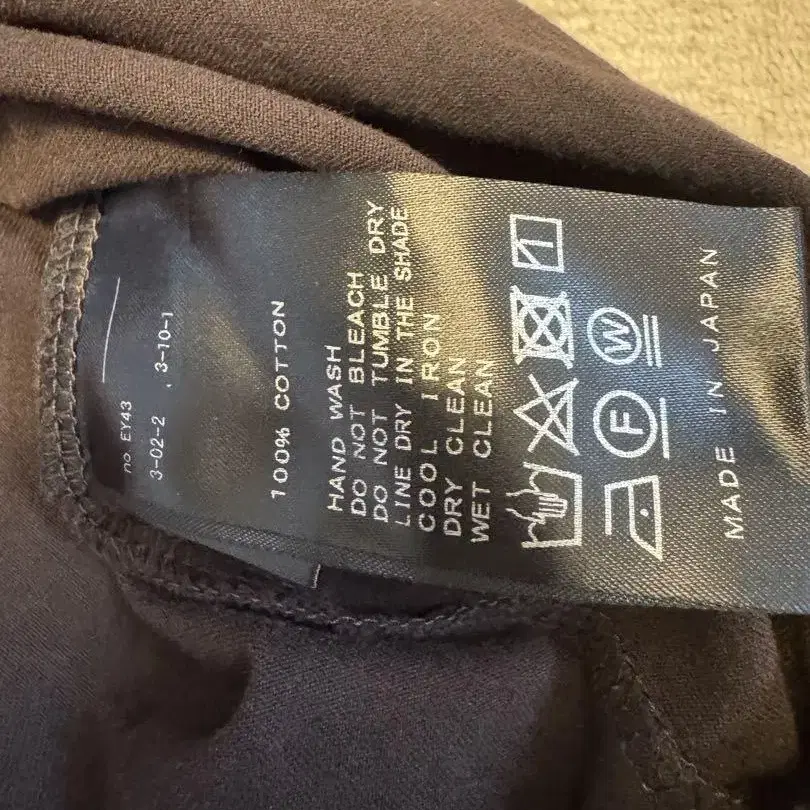 no EY43
3-02-2 , 3-10-1
100% COTTON
HAND WASH
DO NOT BLEACH
DO NOT TUMBLE DRY
LINE DRY IN THE SHADE
COOL IRON
DRY CLEAN
WET CLEAN
F W
MADE IN JAPAN